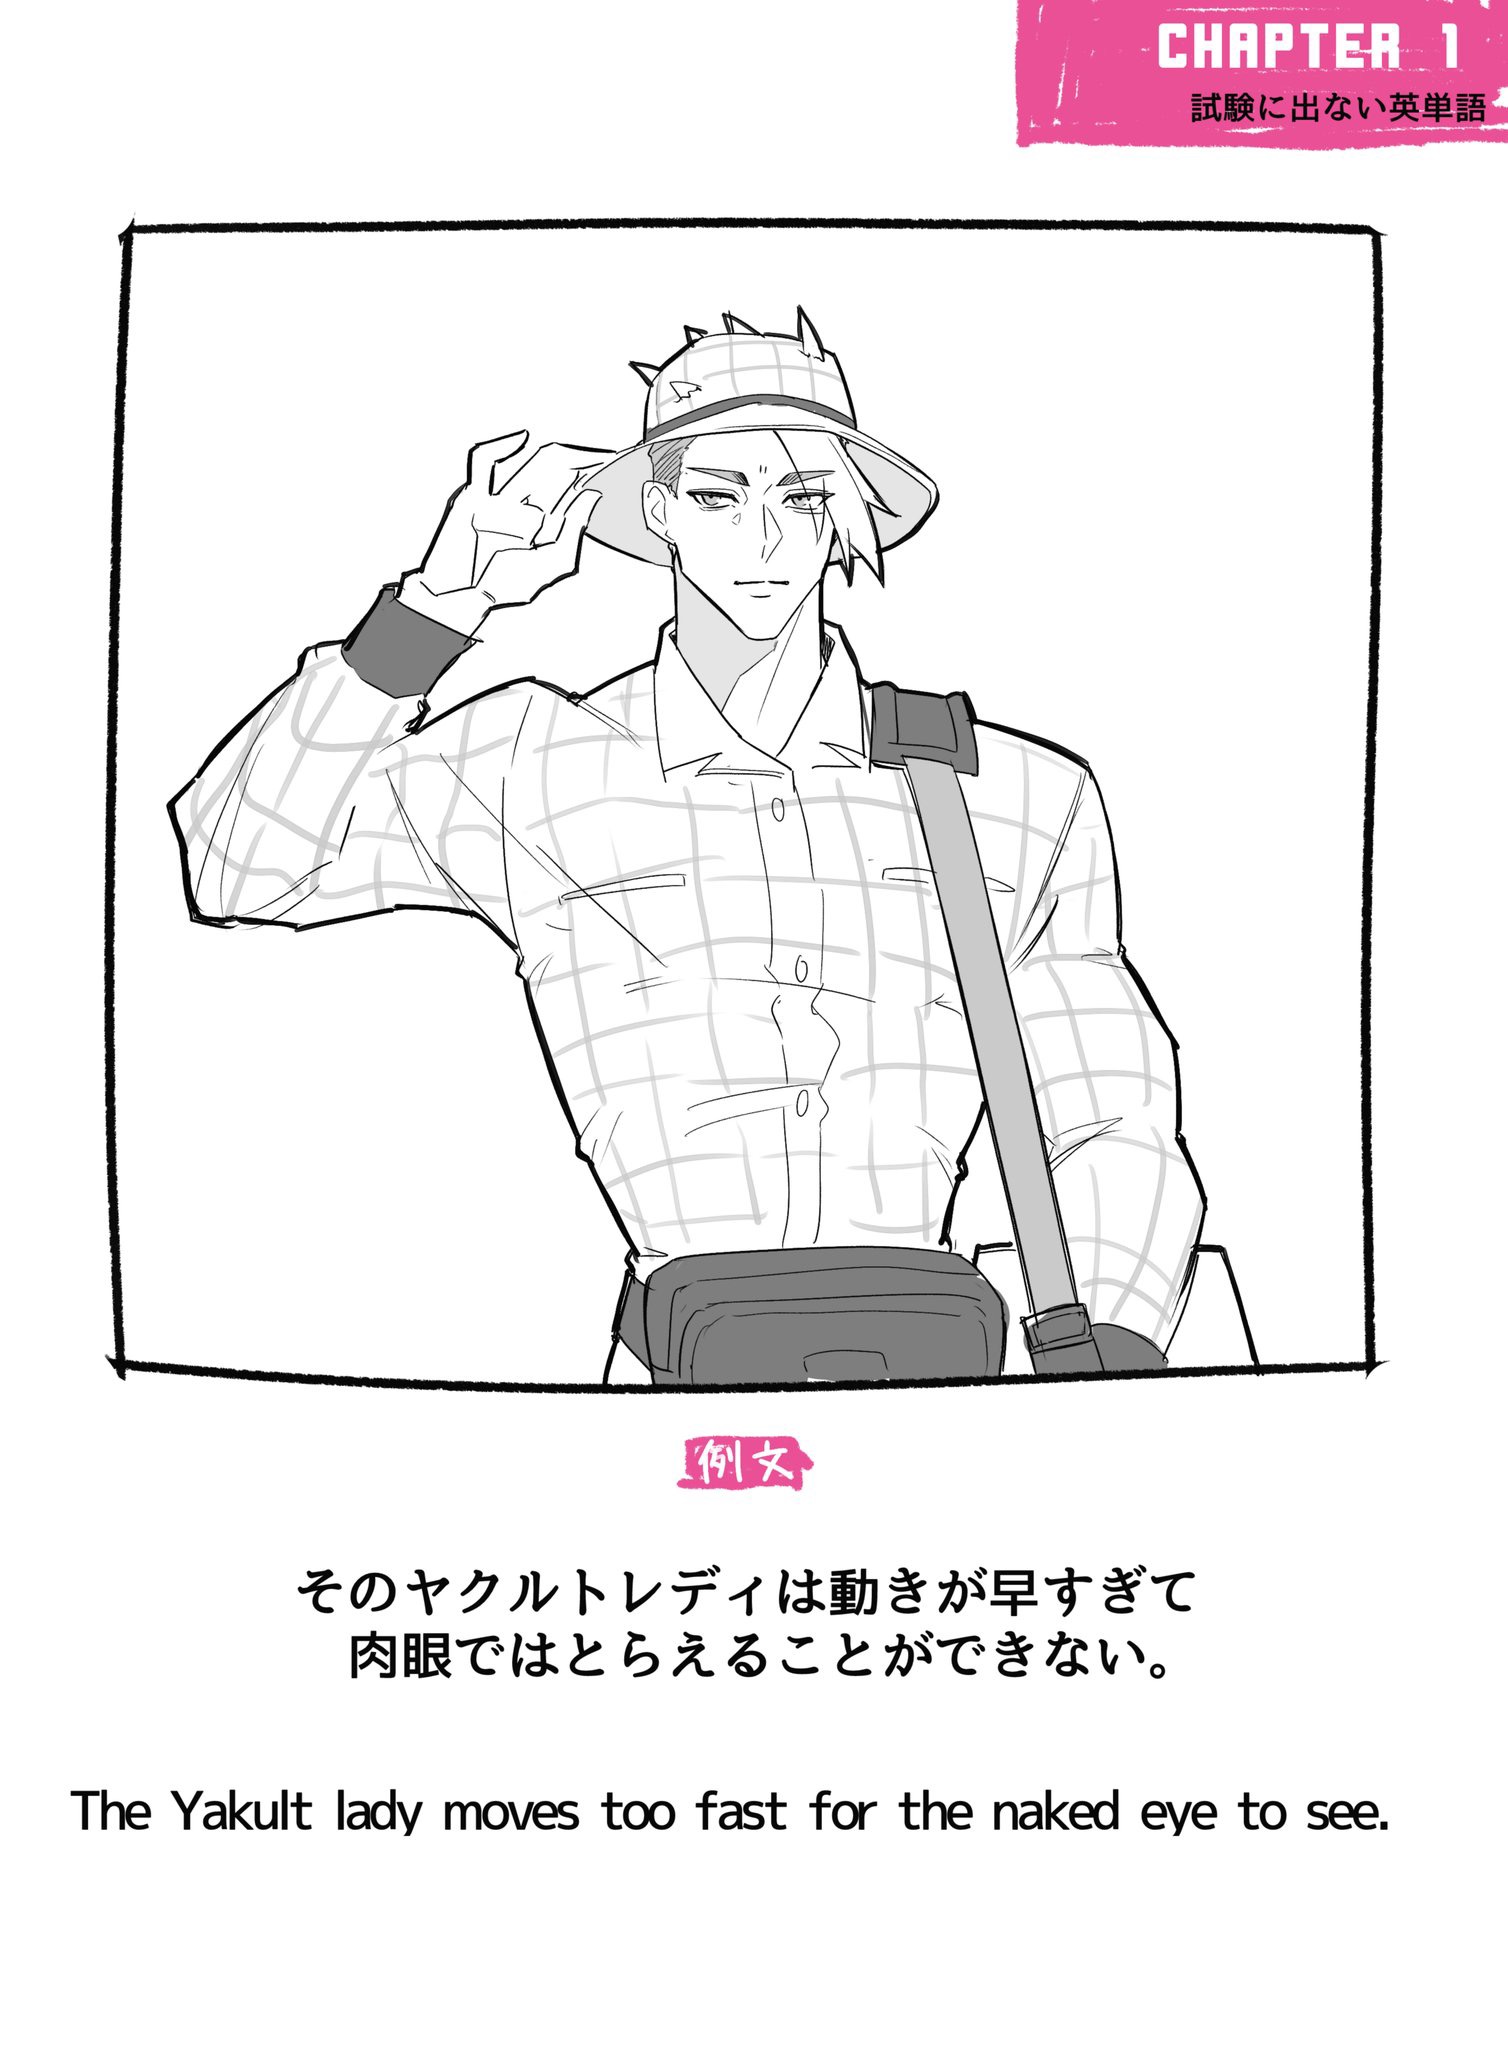 CHAPTER 1
試験に出ない英単語
例文
そのヤクルトレディは動きが早すぎて
肉眼ではとらえることができない。
The Yakult lady moves too fast for the naked eye to see.